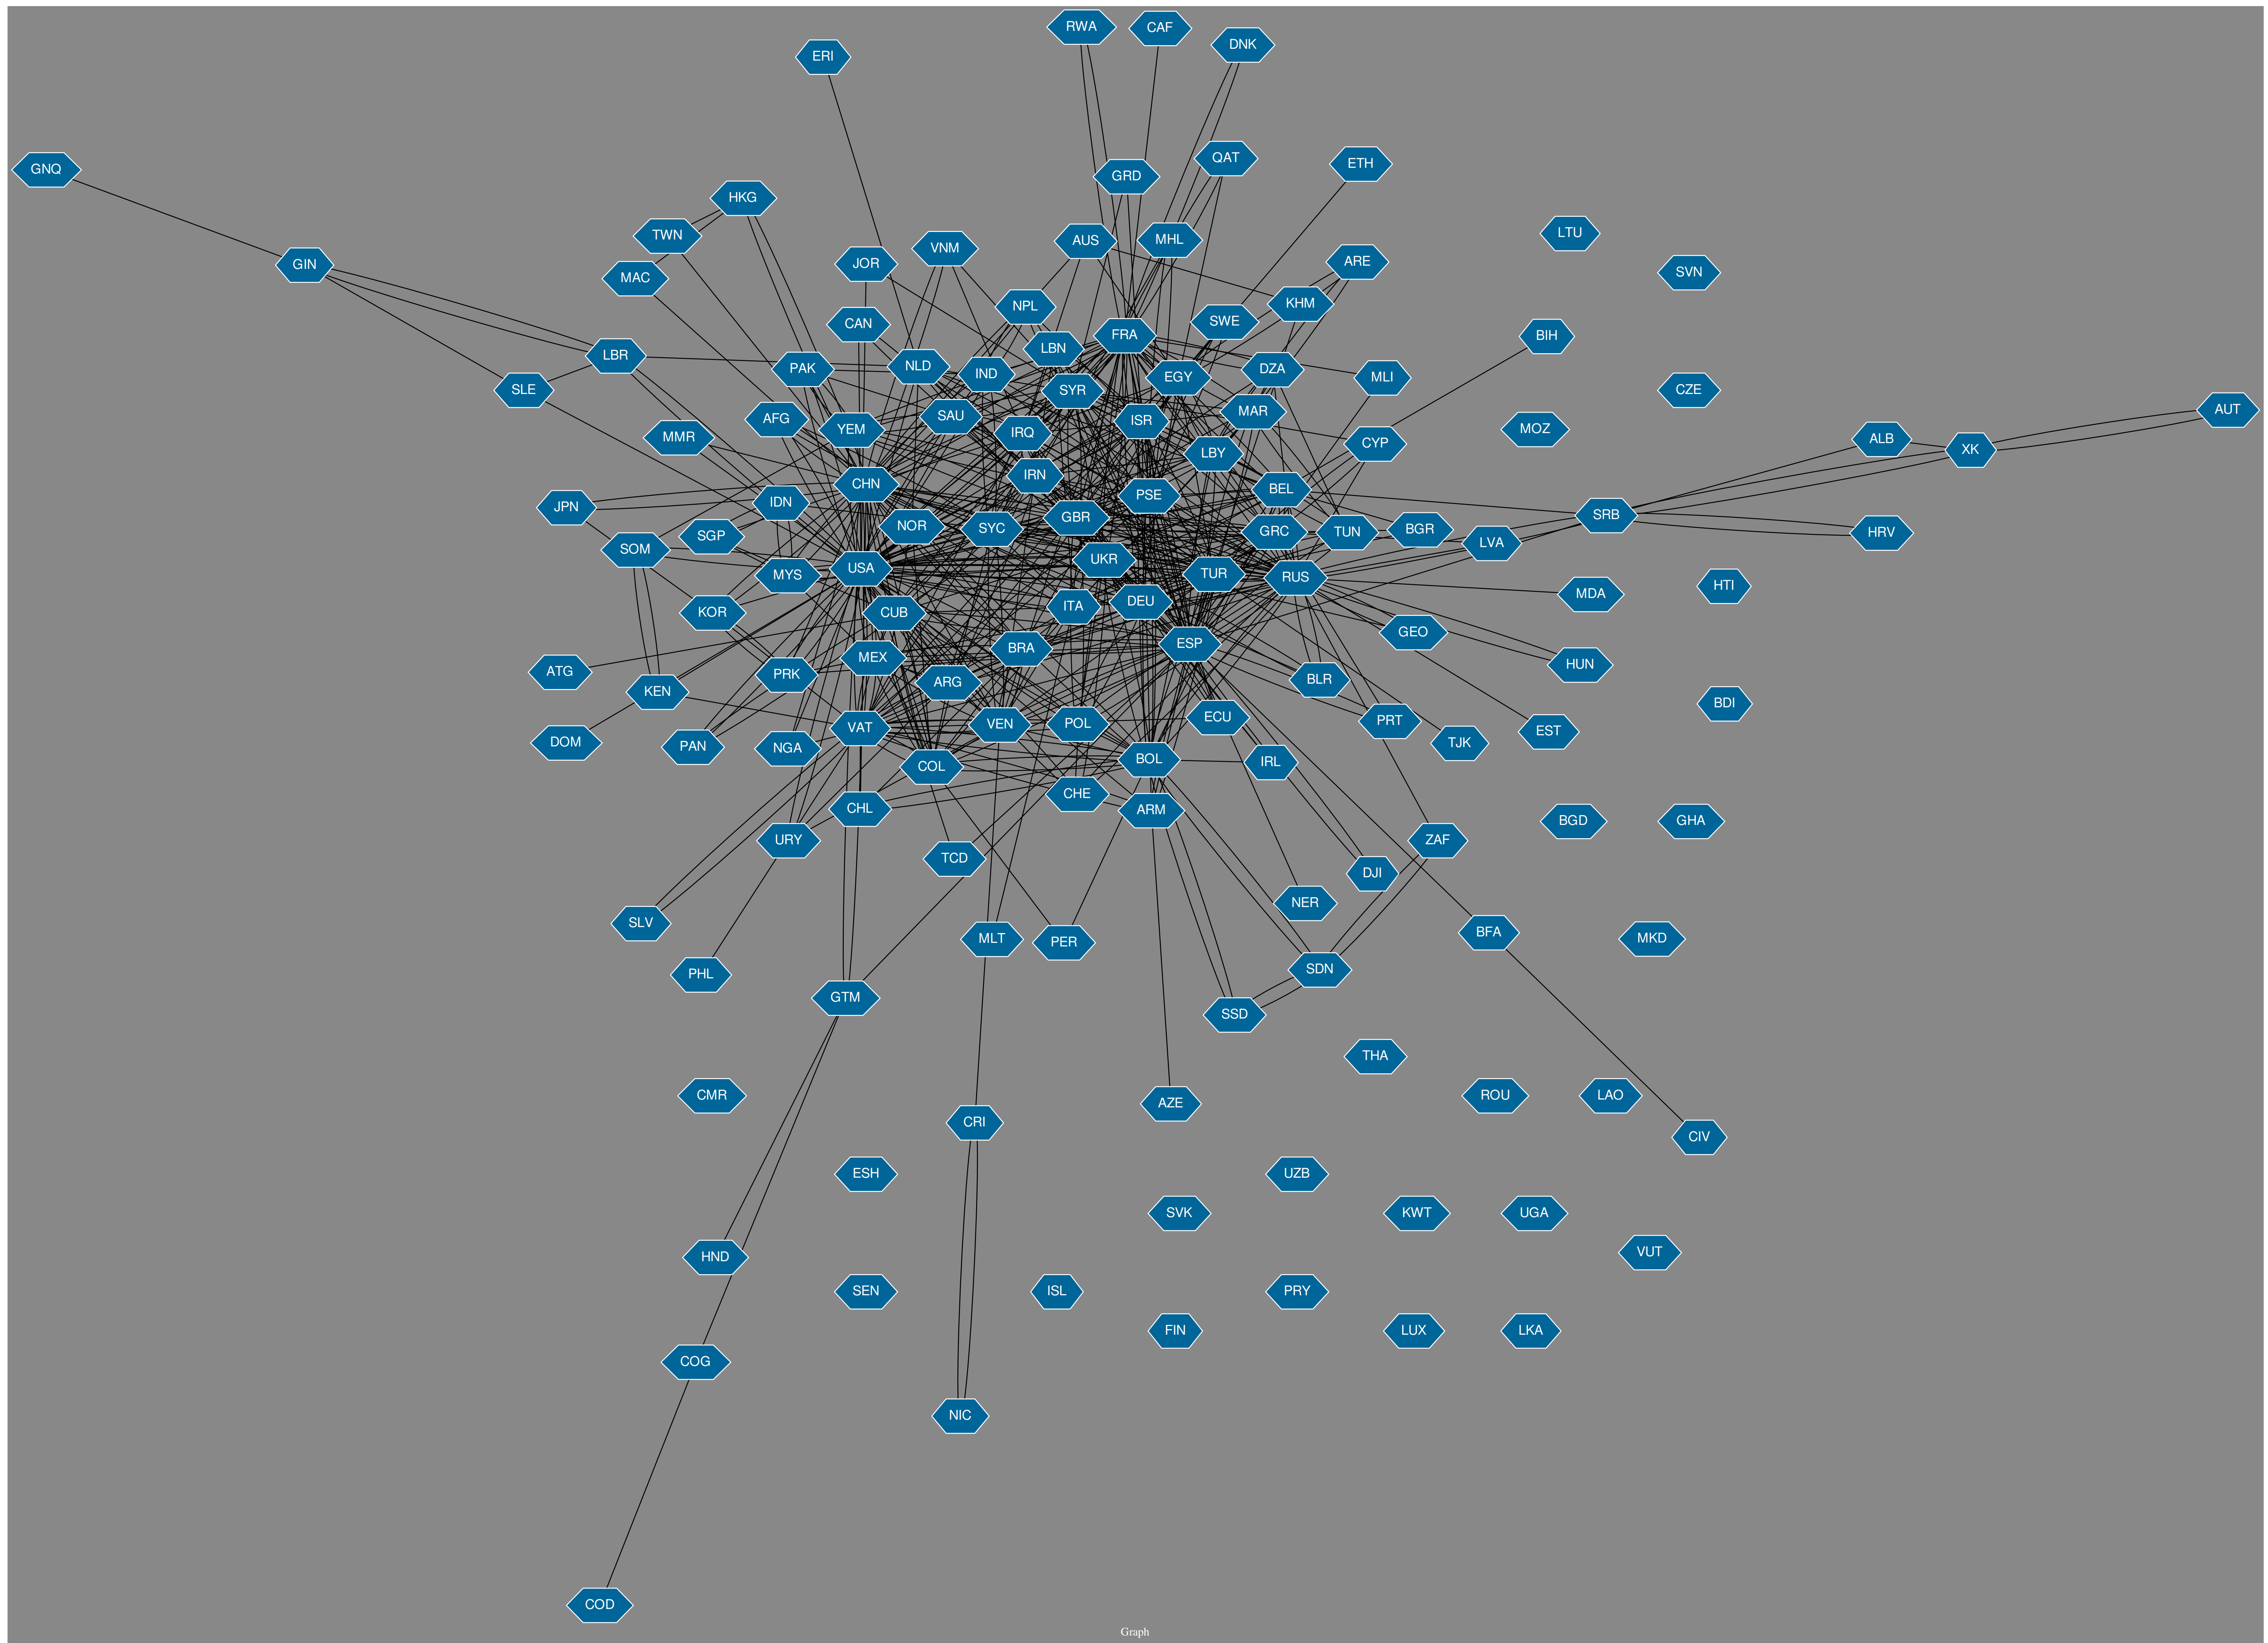 RWA
CAF
DNK
ERI
QAT
ETH
GNQ
GRD
HKG
LTU
TWN
AUS
MHL
VNM
JOR
ARE
GIN
SVN
MAC
KHM
NPL
CAN
SWE
FRA
BIH
LBN
LBR
PAK
NLD
IND
EGY
DZA
MLI
SLE
SYR
CZE
AUT
SAU
MAR
AFG
ISR
YEM
IRQ
MOZ
MMR
ALB
CYP
XK
LBY
IRN
CHN
BEL
PSE
IDN
JPN
SRB
GBR
NOR
SYC
BGR
GRC
TUN
HRV
SGP
LVA
SOM
UKR
USA
MYS
TUR
RUS
HTI
MDA
DEU
ITA
KOR
CUB
GEO
ESP
BRA
MEX
HUN
ATG
PRK
BLR
ARG
KEN
BDI
ECU
PRT
VEN
POL
VAT
EST
DOM
TJK
PAN
NGA
BOL
IRL
COL
CHE
CHL
ARM
BGD
GHA
URY
ZAF
TCD
DJI
NER
SLV
BFA
MLT
PER
MKD
SDN
PHL
GTM
SSD
THA
CMR
ROU
LAO
AZE
CRI
CIV
ESH
UZB
SVK
KWT
UGA
VUT
HND
SEN
ISL
PRY
FIN
LUX
LKA
COG
NIC
COD
Graph